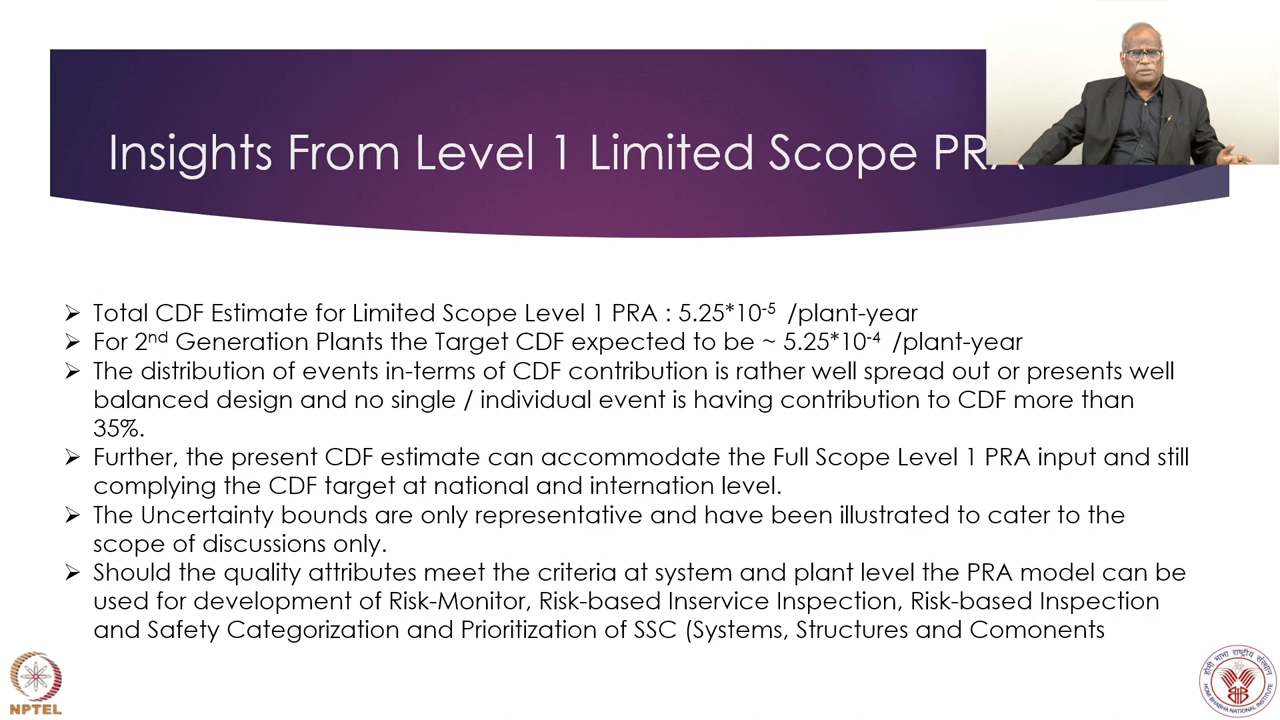 Insights From Level 1 Limited Scope PRA
➢ Total CDF Estimate for Limited Scope Level 1 PRA : 5.25*10⁻⁵ /plant-year
➢ For 2ⁿᵈ Generation Plants the Target CDF expected to be ~ 5.25*10⁻⁴ /plant-year
➢ The distribution of events in-terms of CDF contribution is rather well spread out or presents well
balanced design and no single / individual event is having contribution to CDF more than
35%.
➢ Further, the present CDF estimate can accommodate the Full Scope Level 1 PRA input and still
complying the CDF target at national and internation level.
➢ The Uncertainty bounds are only representative and have been illustrated to cater to the
scope of discussions only.
➢ Should the quality attributes meet the criteria at system and plant level the PRA model can be
used for development of Risk-Monitor, Risk-based Inservice Inspection, Risk-based Inspection
and Safety Categorization and Prioritization of SSC (Systems, Structures and Comonents
NPTEL
होमी भाभा राष्ट्रीय संस्थान
HOMI BHABHA NATIONAL INSTITUTE